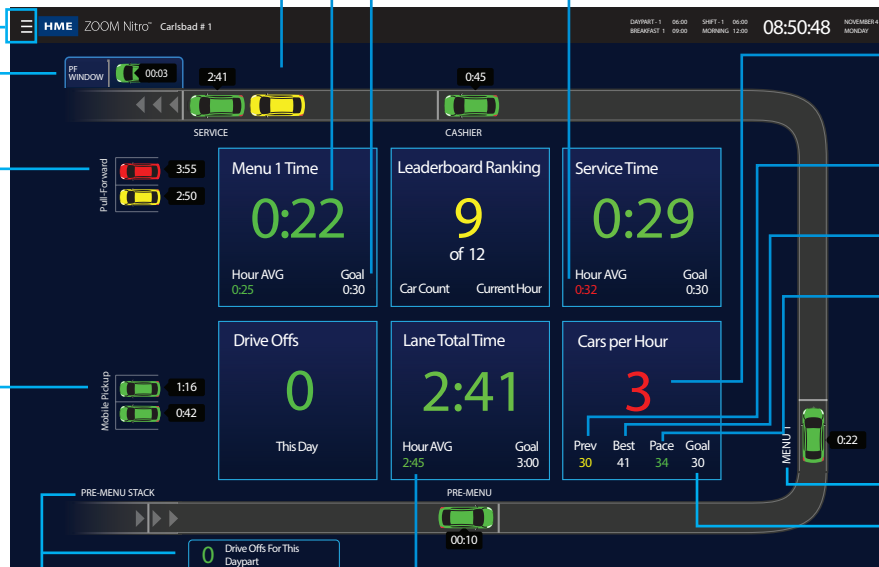 HME ZOOM Nitro™ Carlsbad # 1
DAYPART - 1 06:00 SHIFT - 1 06:00
BREAKFAST 1 09:00 MORNING 12:00
08:50:48
NOVEMBER 4
MONDAY
PF
WINDOW
00:03
2:41
0:45
SERVICE
CASHIER
Pull-Forward
3:55
2:50
Menu 1 Time
0:22
Hour AVG Goal
0:25 0:30
Leaderboard Ranking
9
of 12
Car Count Current Hour
Service Time
0:29
Hour AVG Goal
0:32 0:30
Mobile Pickup
1:16
0:42
Drive Offs
0
This Day
Lane Total Time
2:41
Hour AVG Goal
2:45 3:00
Cars per Hour
3
Prev Best Pace Goal
30 41 34 30
MENU 1
0:22
PRE-MENU STACK
PRE-MENU
00:10
0 Drive Offs For This
Daypart